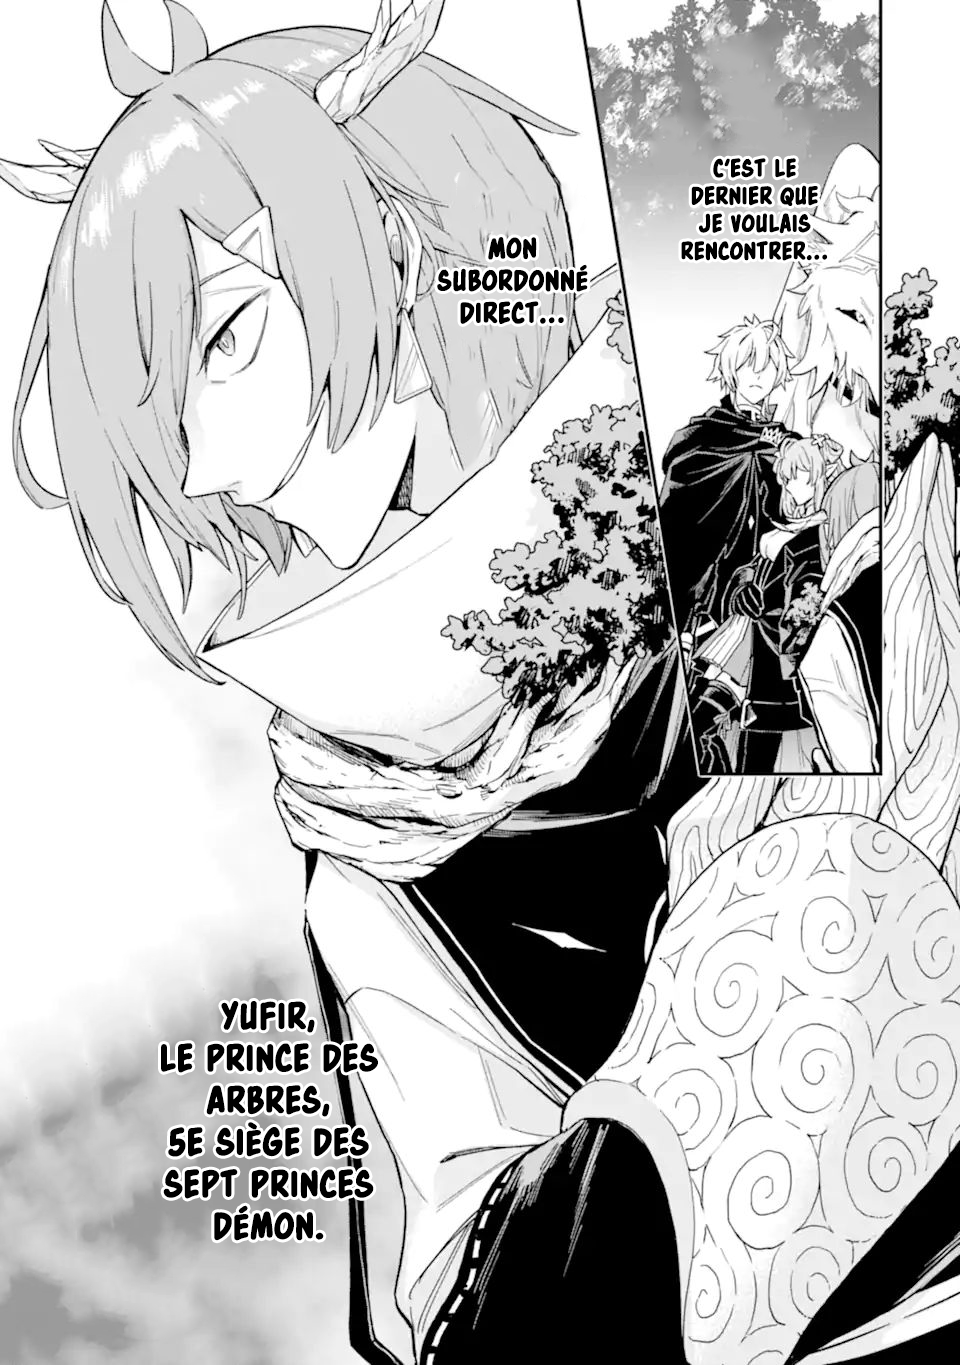 C'EST LE
DERNIER QUE
JE VOULAIS
RENCONTRER...
MON
SUBORDONNÉ
DIRECT...
YUFIR,
LE PRINCE DES
ARBRES,
5E SIÈGE DES
SEPT PRINCES
DÉMON.